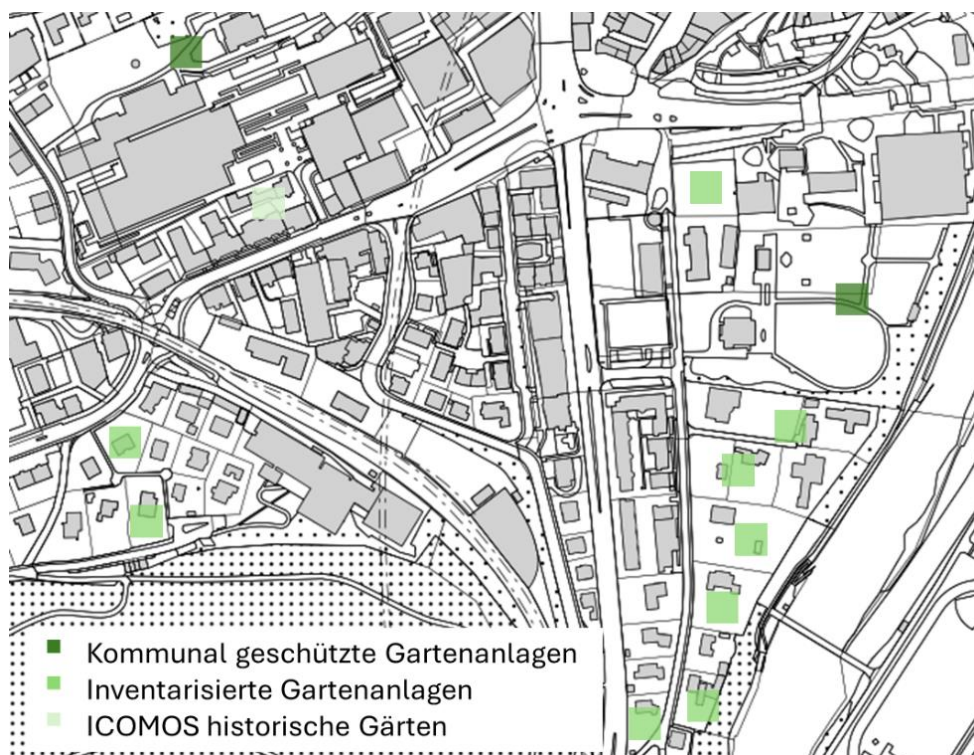 Kommunal geschützte Gartenanlagen
Inventarisierte Gartenanlagen
ICOMOS historische Gärten